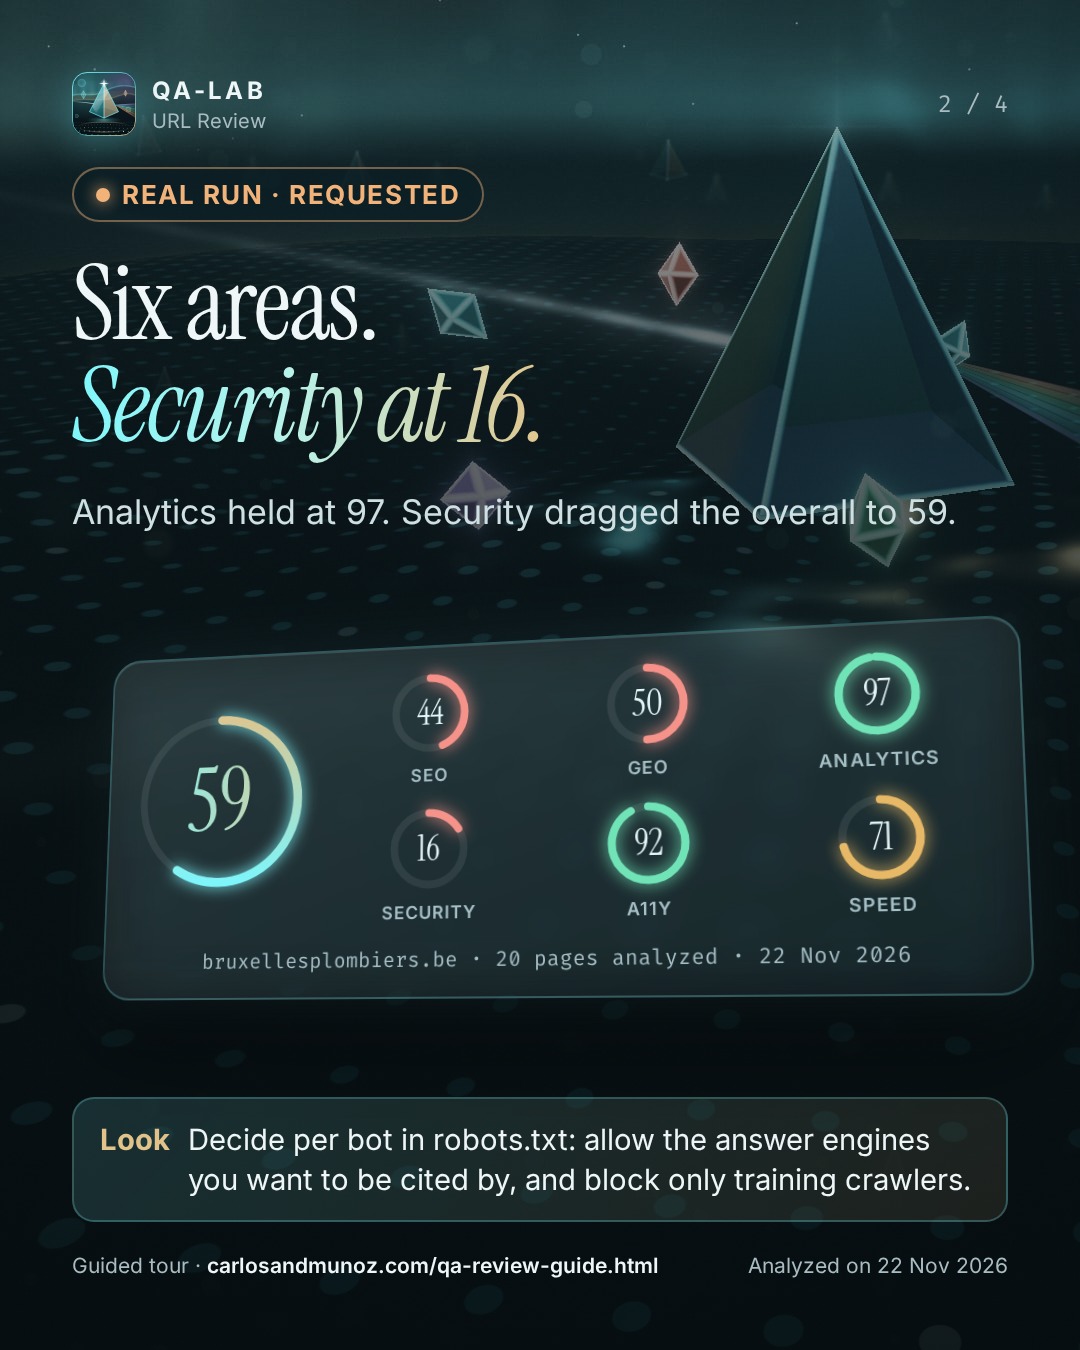 QA-LAB
URL Review
2 / 4
REAL RUN · REQUESTED
Six areas.
Security at 16.
Analytics held at 97. Security dragged the overall to 59.
59
44
SEO
50
GEO
97
ANALYTICS
16
SECURITY
92
A11Y
71
SPEED
bruxellesplombiers.be · 20 pages analyzed · 22 Nov 2026
Look Decide per bot in robots.txt: allow the answer engines
you want to be cited by, and block only training crawlers.
Guided tour · carlosandmunoz.com/qa-review-guide.html
Analyzed on 22 Nov 2026